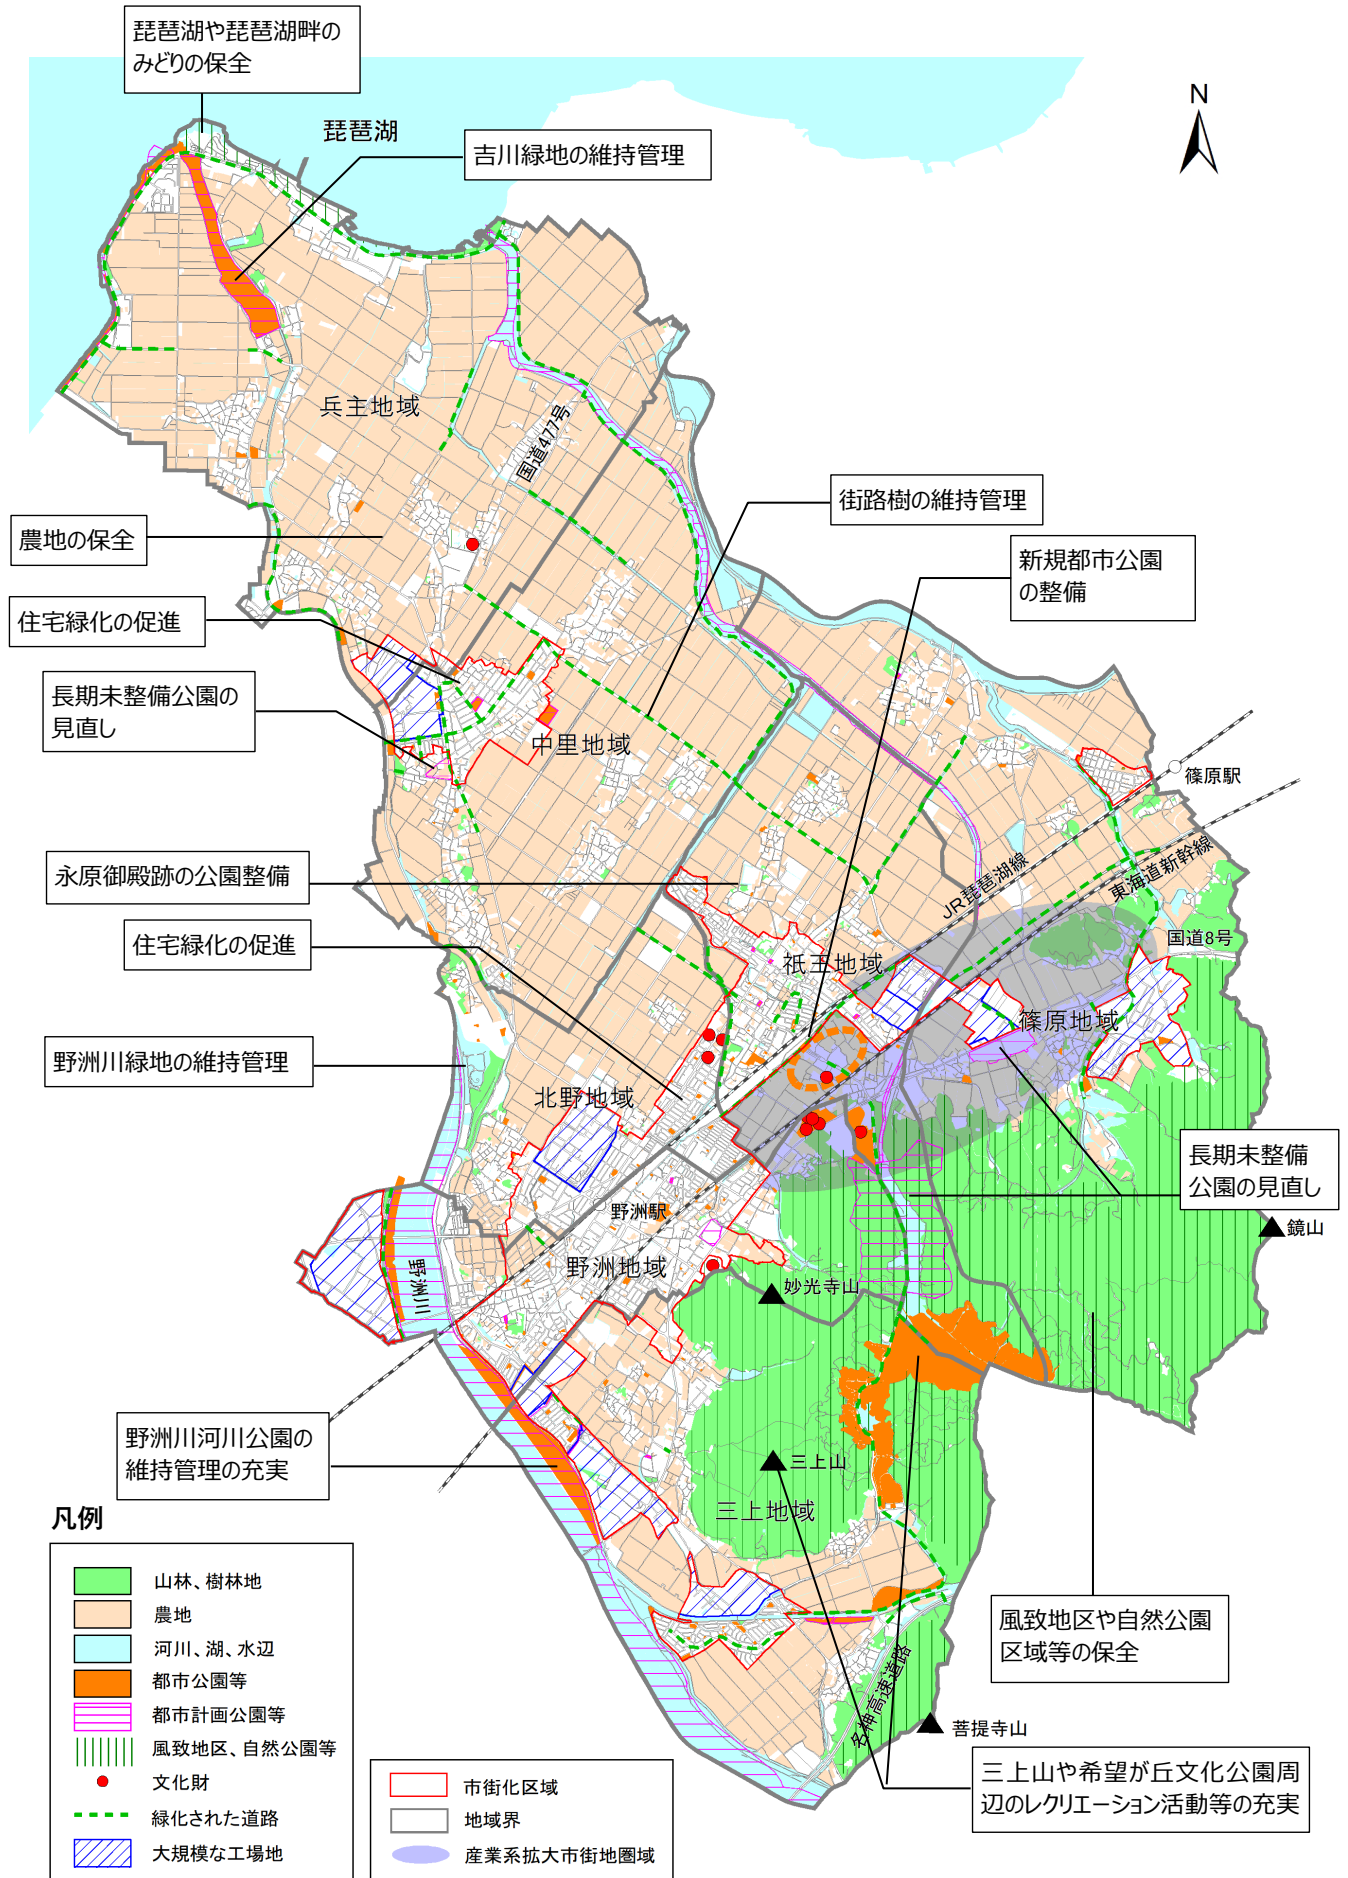 琵琶湖や琵琶湖畔の
みどりの保全
N
琵琶湖
吉川緑地の維持管理
兵主地域
国道477号
街路樹の維持管理
農地の保全
新規都市公園
の整備
住宅緑化の促進
長期未整備公園の
見直し
中里地域
篠原駅
永原御殿跡の公園整備
JR琵琶湖線
東海道新幹線
住宅緑化の促進
国道8号
祇王地域
篠原地域
野洲川緑地の維持管理
北野地域
長期未整備
公園の見直し
野洲駅
鏡山
野洲川
野洲地域
妙光寺山
野洲川河川公園の
維持管理の充実
三上山
三上地域
凡例
山林、樹林地
農地
河川、湖、水辺
都市公園等
都市計画公園等
風致地区、自然公園等
文化財
緑化された道路
大規模な工場地
市街化区域
地域界
産業系拡大市街地圏域
風致地区や自然公園
区域等の保全
名神高速道路
菩提寺山
三上山や希望が丘文化公園周
辺のレクリエーション活動等の充実